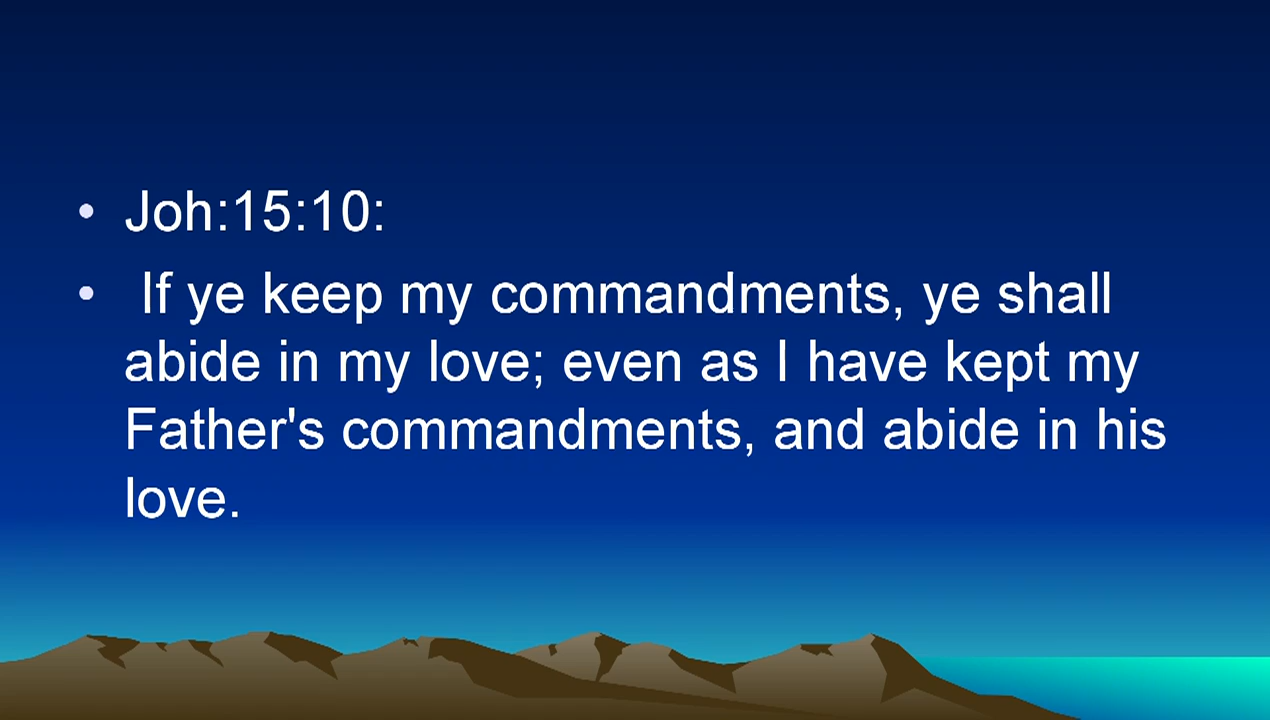 • Joh:15:10:
• If ye keep my commandments, ye shall
abide in my love; even as I have kept my
Father's commandments, and abide in his
love.